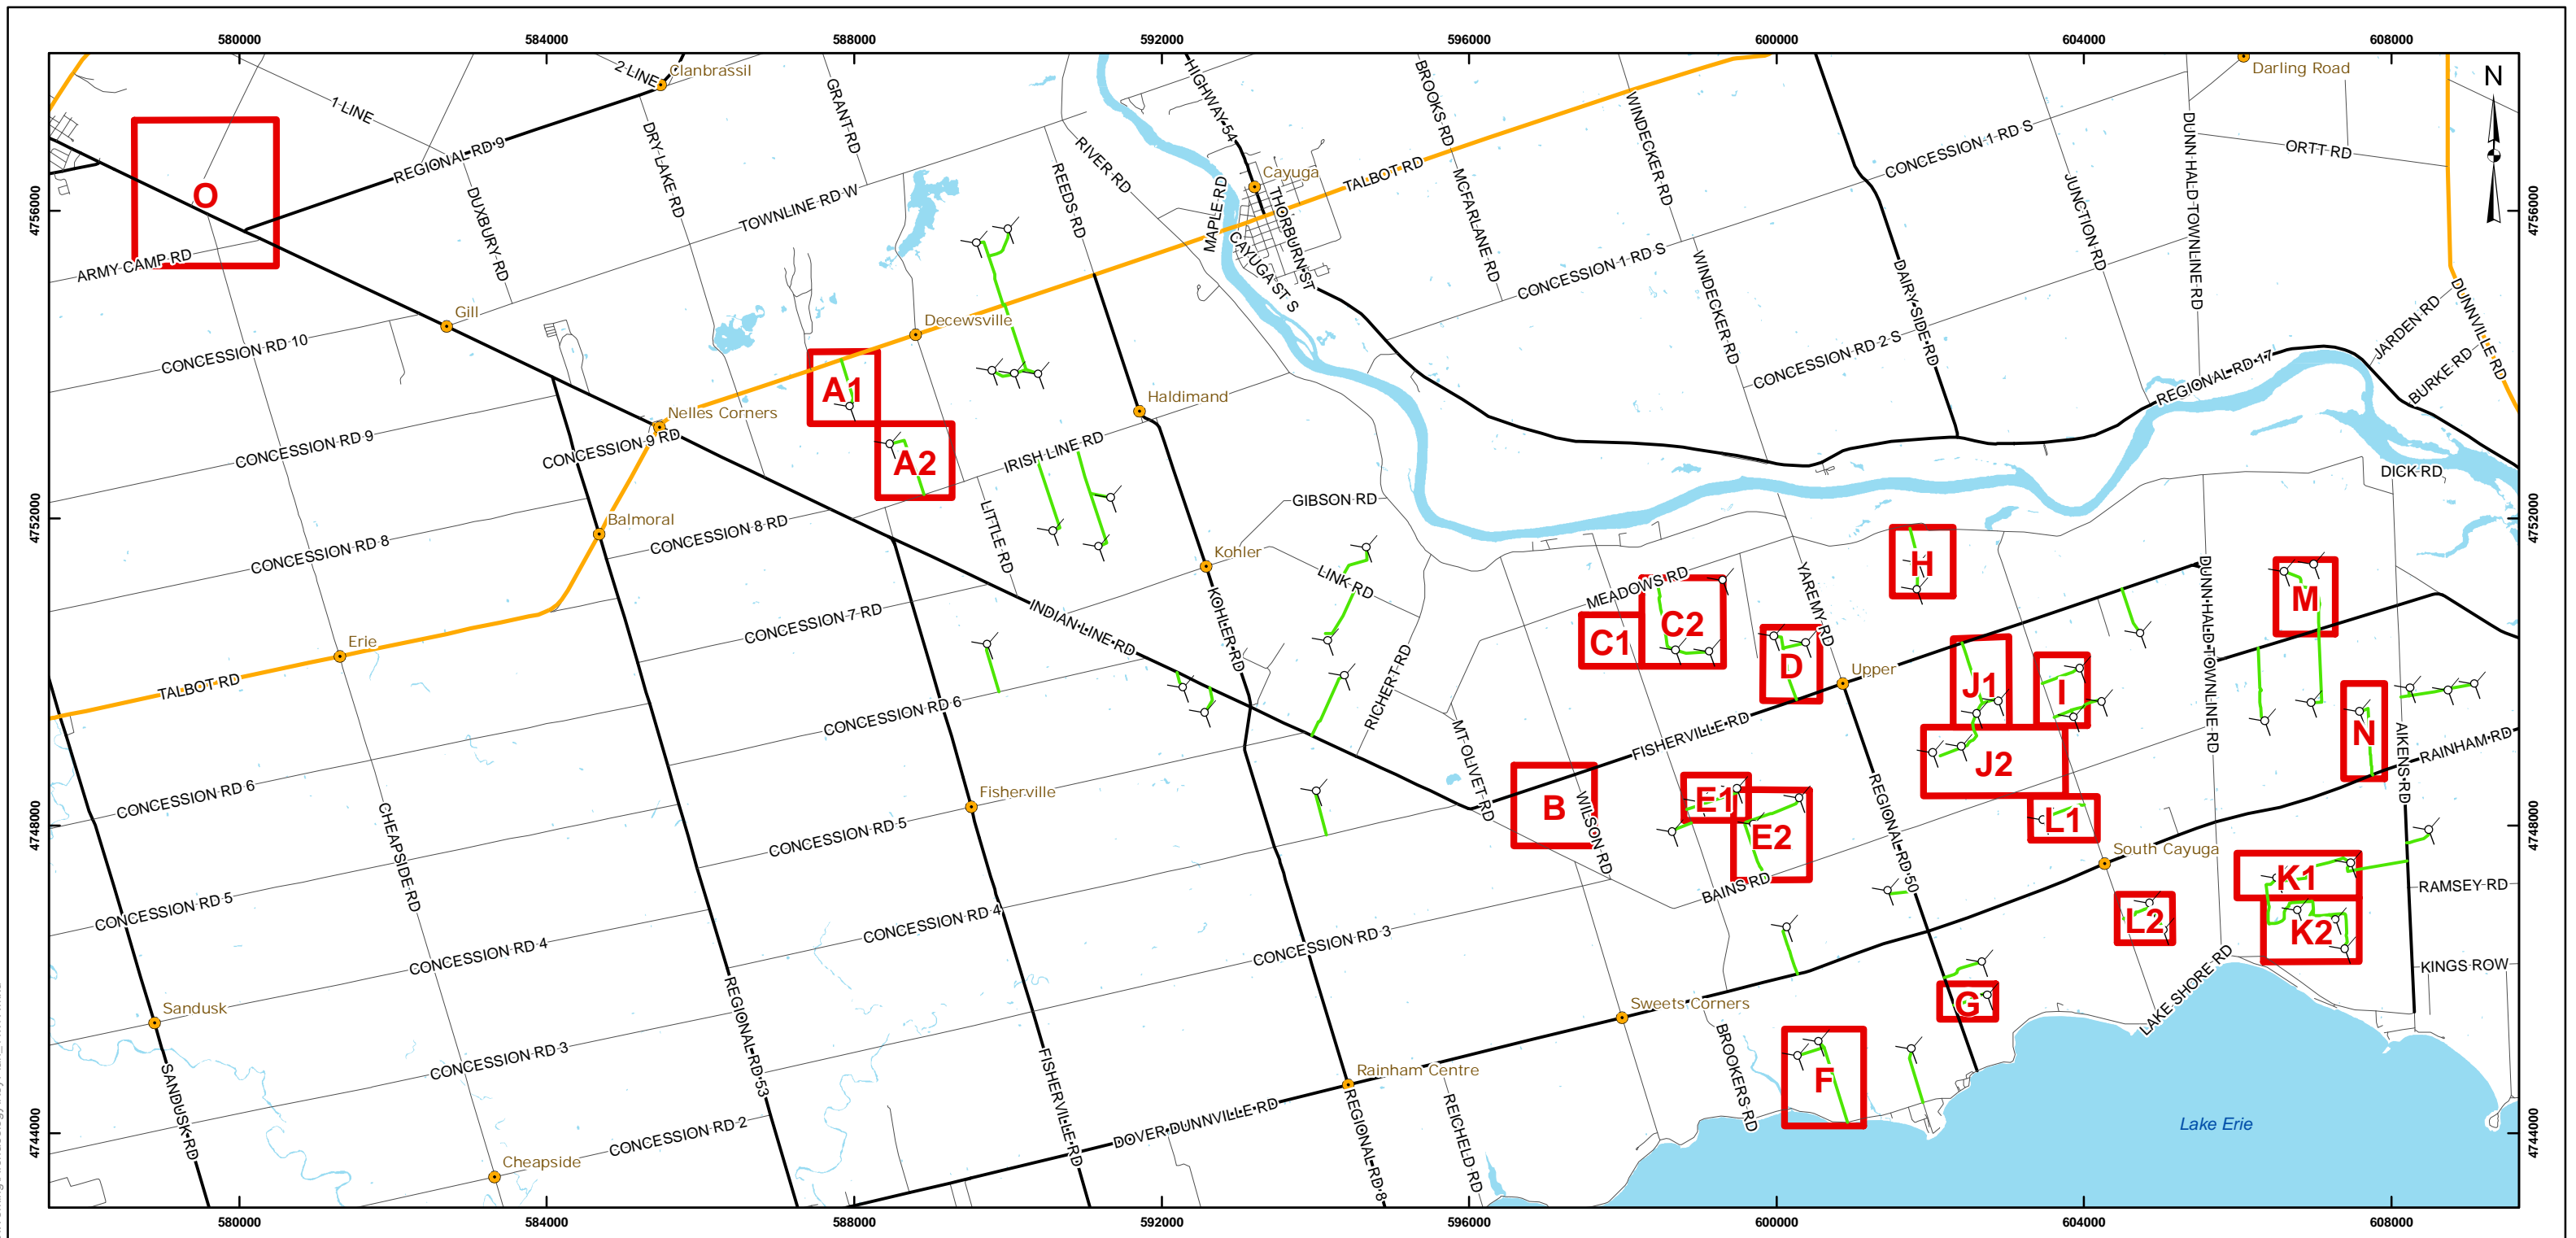 580000
584000
588000
592000
596000
600000
604000
608000
N
4756000
4752000
4748000
4744000
4756000
4752000
4748000
4744000
Clanbrassil
2 LINE
1 LINE
REGIONAL RD 9
GRANT RD
DRY LAKE RD
DUXBURY RD
TOWNLINE RD W
REEDS RD
RIVER RD
HIGHWAY 54
Cayuga
MAPLE RD
THORBURN ST
CAYUGA ST S
TALBOT RD
BROOKS RD
MCFARLANE RD
WINDECKER RD
WINDECKER RD
CONCESSION 1 RD S
CONCESSION 1 RD S
CONCESSION RD 2 S
DAIRY SIDE RD
JUNCTION RD
DUNN HALD TOWNLINE RD
Darling Road
ORTT RD
DUNNVILLE RD
JARDEN RD
BURKE RD
REGIONAL RD 17
DICK RD
O
ARMY CAMP RD
Gill
CONCESSION RD 10
Decewsville
A1
A2
Nelles Corners
CONCESSION 9 RD
CONCESSION RD 9
Haldimand
IRISH LINE RD
Balmoral
CONCESSION 8 RD
CONCESSION RD 8
LITTLE RD
GIBSON RD
Kohler
LINK RD
KOHLER RD
INDIAN LINE RD
CONCESSION 7 RD
Erie
TALBOT RD
CONCESSION RD 6
CONCESSION RD 6
RICHERT RD
MT OLIVET RD
MEADOWS RD
C1
C2
D
YAREMY RD
Upper
H
J1
I
J2
M
DUNN HALD TOWNLINE RD
N
AIKENS RD
RAINHAM RD
FISHERVILLE RD
B
WILSON RD
E1
E2
REGIONAL RD 50
L1
South Cayuga
BAINS RD
K1
K2
L2
RAMSEY RD
KINGS ROW
LAKE SHORE RD
G
F
Fisherville
CHEAPSIDE RD
CONCESSION RD 5
CONCESSION RD 5
CONCESSION RD 4
CONCESSION RD 4
CONCESSION RD 3
CONCESSION RD 3
Sandusk
SANDUSK RD
REGIONAL RD 53
FISHERVILLE RD
Sweets Corners
BROOKERS RD
Rainham Centre
REGIONAL RD 8
REICHELD RD
DOVER DUNNVILLE RD
CONCESSION RD 2
Cheapside
Lake Erie
580000
584000
588000
592000
596000
600000
604000
608000